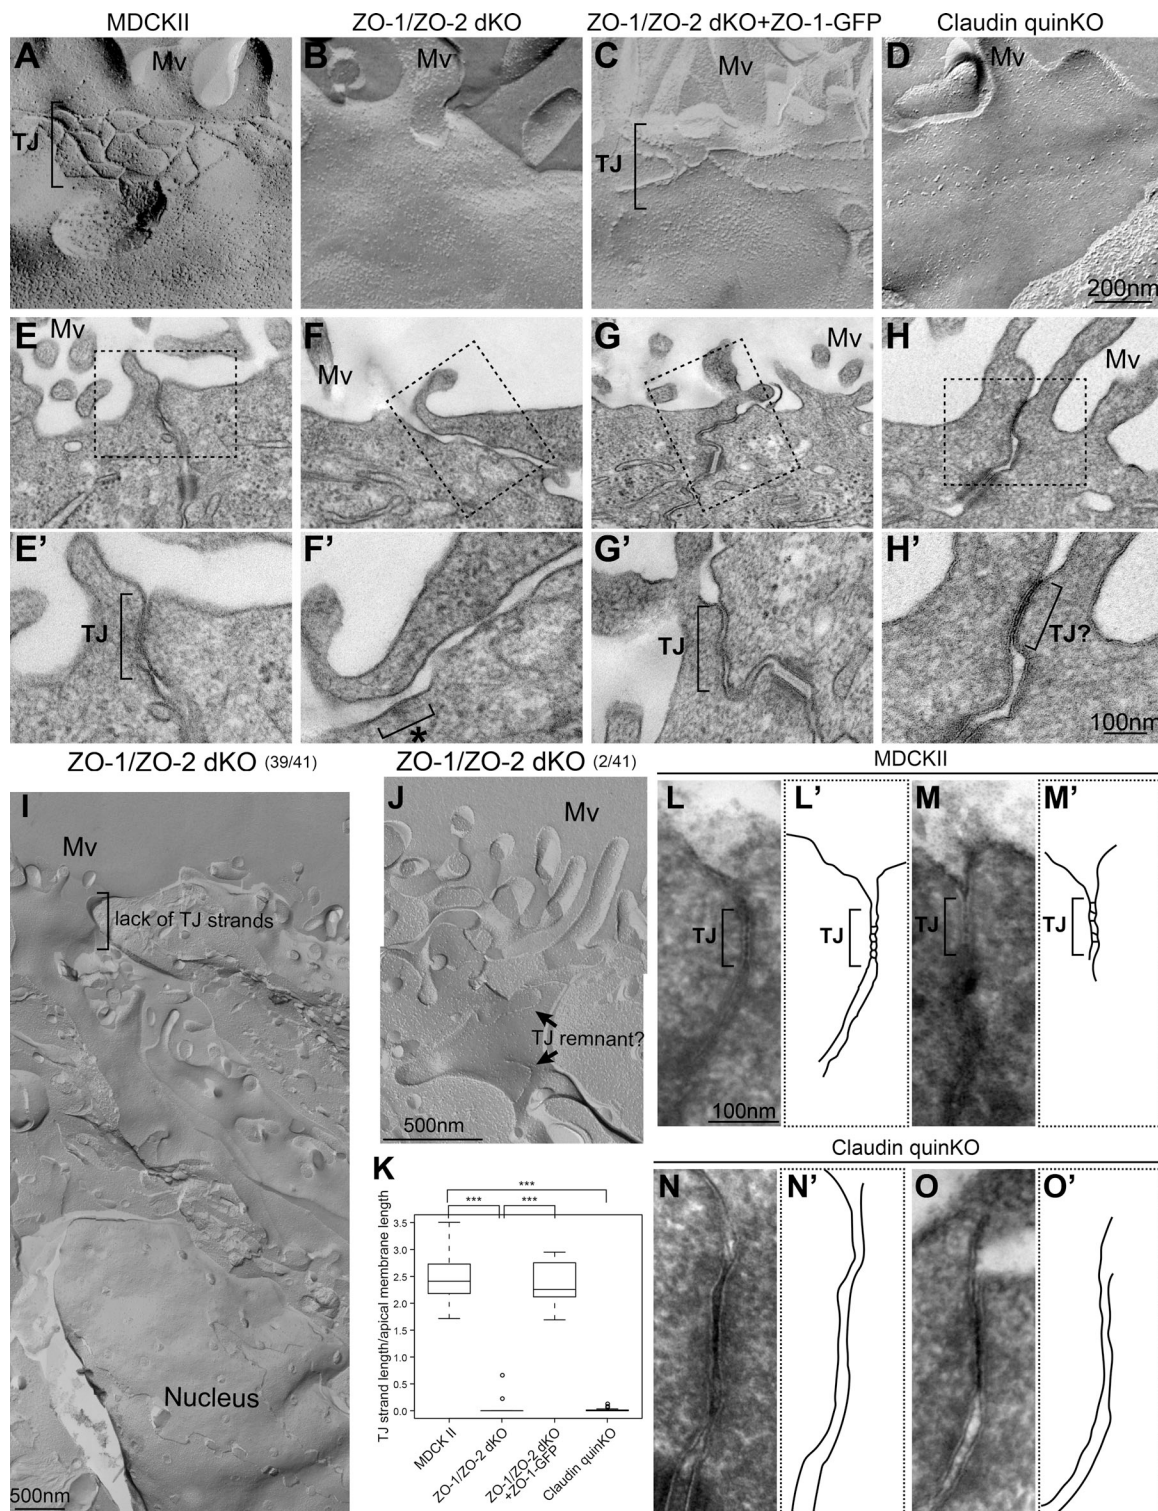 MDCKII ZO-1/ZO-2 dKO ZO-1/ZO-2 dKO+ZO-1-GFP Claudin quinKO
A Mv TJ
B Mv
C Mv TJ
D Mv 200nm
E Mv
F Mv
G Mv
H Mv
E' TJ
F' *
G' TJ
H' TJ? 100nm
ZO-1/ZO-2 dKO (39/41)
I
Mv
lack of TJ strands
Nucleus
500nm
ZO-1/ZO-2 dKO (2/41)
J
Mv
TJ remnant?
500nm
K
*** *** ***
TJ strand length/apical membrane length
3.5
3.0
2.5
2.0
1.5
1.0
0.5
0.0
MDCK II
ZO-1/ZO-2 dKO
ZO-1/ZO-2 dKO
+ZO-1-GFP
Claudin quinKO
MDCKII
L TJ 100nm
L' TJ
M TJ
M' TJ
Claudin quinKO
N N' O O'